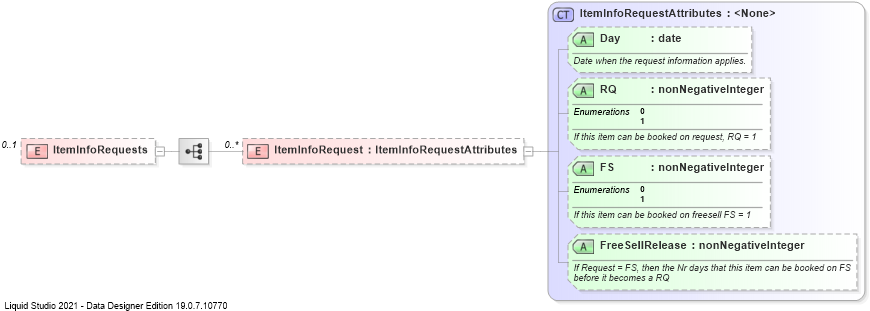 CT ItemInfoRequestAttributes : <None>
A Day : date
Date when the request information applies.
A RQ : nonNegativeInteger
Enumerations 0
1
If this item can be booked on request, RQ = 1
0..1
E ItemInfoRequests
0..*
E ItemInfoRequest : ItemInfoRequestAttributes
A FS : nonNegativeInteger
Enumerations 0
1
If this item can be booked on freesell FS = 1
A FreeSellRelease : nonNegativeInteger
If Request = FS, then the Nr days that this item can be booked on FS
before it becomes a RQ
Liquid Studio 2021 - Data Designer Edition 19.0.7.10770